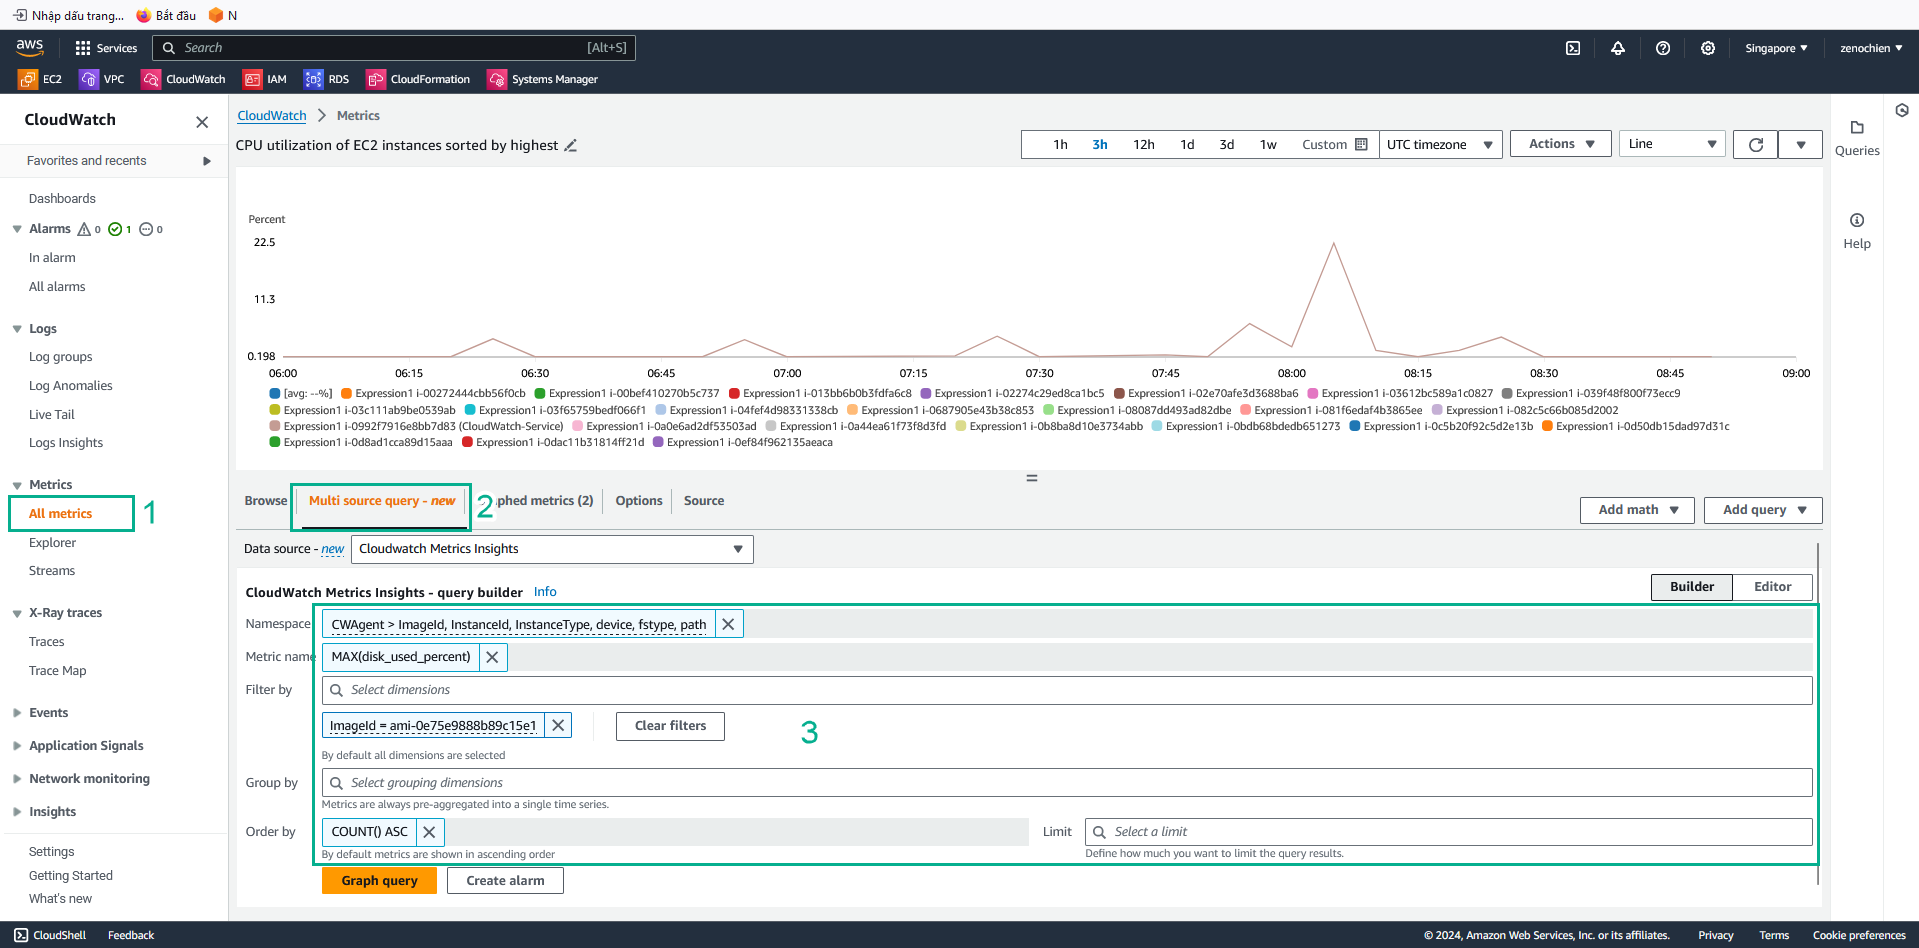 Nhập dấu trang... Bắt đầu N
aws Services Search [Alt+S] Singapore zenochien
EC2 VPC CloudWatch IAM RDS CloudFormation Systems Manager
CloudWatch
Favorites and recents
Dashboards
Alarms 0 1 0
In alarm
All alarms
Logs
Log groups
Log Anomalies
Live Tail
Logs Insights
Metrics
All metrics 1
Explorer
Streams
X-Ray traces
Traces
Trace Map
Events
Application Signals
Network monitoring
Insights
Settings
Getting Started
What's new
CloudWatch Metrics
CPU utilization of EC2 instances sorted by highest
1h 3h 12h 1d 3d 1w Custom UTC timezone Actions Line
Queries
Help
Percent
22.5
11.3
0.198
06:00 06:15 06:30 06:45 07:00 07:15 07:30 07:45 08:00 08:15 08:30 08:45 09:00
[avg: --%] Expression1 i-00272444cbb56f0cb Expression1 i-00bef410270b5c737 Expression1 i-013bb6b0b3fdfa6c8 Expression1 i-02274c29ed8ca1bc5 Expression1 i-02e70afe3d3688ba6 Expression1 i-03612bc589a1c0827 Expression1 i-039f48f800f73ecc9
Expression1 i-03c111ab9be0539ab Expression1 i-03f65759bedf066f1 Expression1 i-04fef4d98331338cb Expression1 i-0687905e43b38c853 Expression1 i-08087dd493ad82dbe Expression1 i-081f6edaf4b3865ee Expression1 i-082c5c66b085d2002
Expression1 i-0992f7916e8bb7d83 (CloudWatch-Service) Expression1 i-0a0e6ad2df53503ad Expression1 i-0a44ea61f73f8d3fd Expression1 i-0b8ba8d10e3734abb Expression1 i-0bdb68bdedb651273 Expression1 i-0c5b20f92c5d2e13b Expression1 i-0d50db15dad97d31c
Expression1 i-0d8ad1cca89d15aaa Expression1 i-0dac11b31814ff21d Expression1 i-0ef84f962135aeaca
Browse Multi source query - new 2 phed metrics (2) Options Source
Add math Add query
Data source - new Cloudwatch Metrics Insights
CloudWatch Metrics Insights - query builder Info
Builder Editor
Namespace CWAgent > ImageId, InstanceId, InstanceType, device, fstype, path
Metric name MAX(disk_used_percent)
Filter by Select dimensions
ImageId = ami-0e75e9888b89c15e1 Clear filters 3
By default all dimensions are selected
Group by Select grouping dimensions
Metrics are always pre-aggregated into a single time series.
Order by COUNT() ASC Limit Select a limit
By default metrics are shown in ascending order Define how much you want to limit the query results.
Graph query Create alarm
CloudShell Feedback © 2024, Amazon Web Services, Inc. or its affiliates. Privacy Terms Cookie preferences